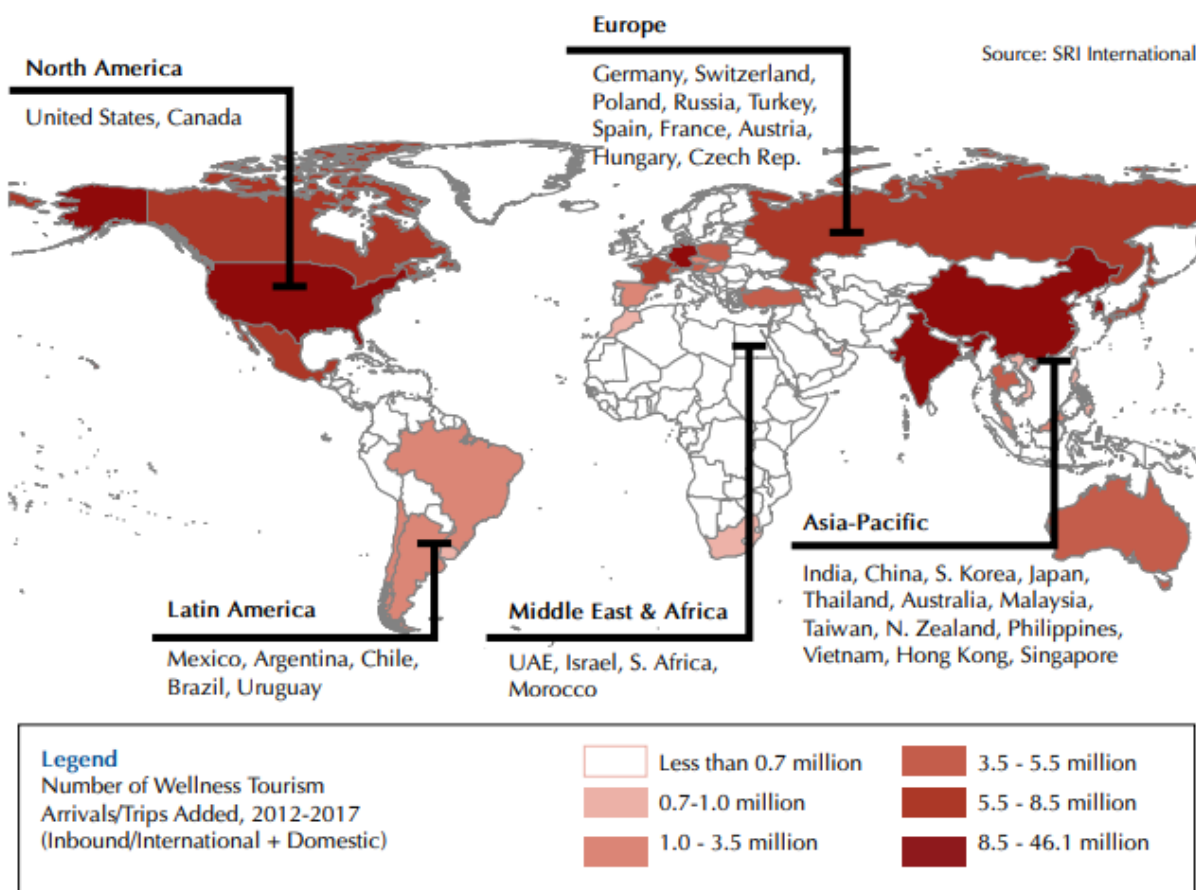 Europe
Germany, Switzerland,
Poland, Russia, Turkey,
Spain, France, Austria,
Hungary, Czech Rep.
Source: SRI International
North America
United States, Canada
Asia-Pacific
India, China, S. Korea, Japan,
Thailand, Australia, Malaysia,
Taiwan, N. Zealand, Philippines,
Vietnam, Hong Kong, Singapore
Latin America
Mexico, Argentina, Chile,
Brazil, Uruguay
Middle East & Africa
UAE, Israel, S. Africa,
Morocco
Legend
Number of Wellness Tourism
Arrivals/Trips Added, 2012-2017
(Inbound/International + Domestic)
Less than 0.7 million
0.7-1.0 million
1.0 - 3.5 million
3.5 - 5.5 million
5.5 - 8.5 million
8.5 - 46.1 million